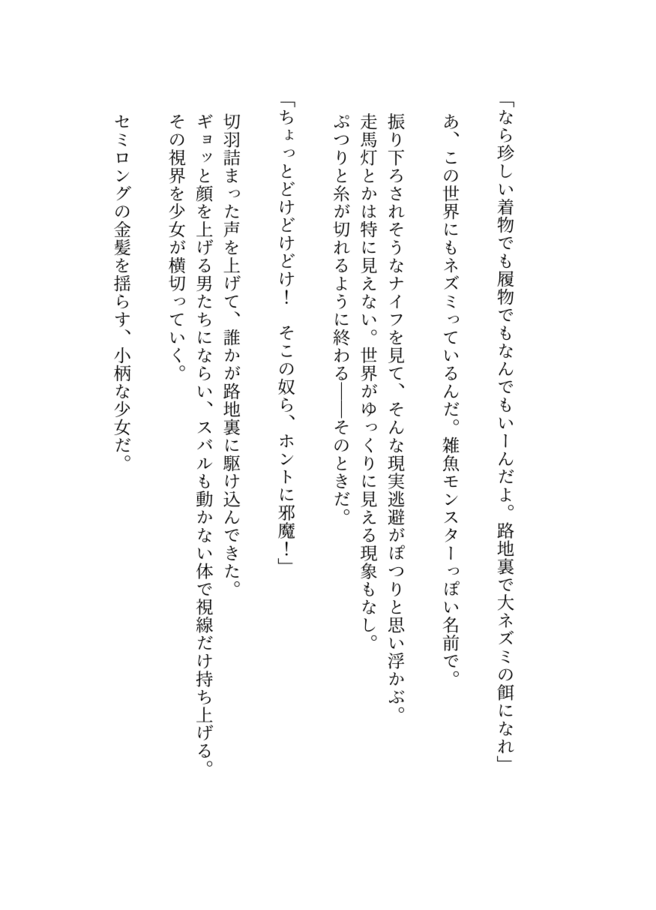 「なら珍しい着物でも履物でもなんでもいーんだよ。路地裏で大ネズミの餌になれ」
あ、この世界にもネズミっているんだ。雑魚モンスターっぽい名前で。
振り下ろされそうなナイフを見て、そんな現実逃避がぽつりと思い浮かぶ。
走馬灯とかは特に見えない。世界がゆっくりに見える現象もなし。
ぷつりと糸が切れるように終わる――そのときだ。
「ちょっとどけどけどけ！　そこの奴ら、ホントに邪魔！」
切羽詰まった声を上げて、誰かが路地裏に駆け込んできた。
ギョッと顔を上げる男たちにならい、スバルも動かない体で視線だけ持ち上げる。
その視界を少女が横切っていく。
セミロングの金髪を揺らす、小柄な少女だ。